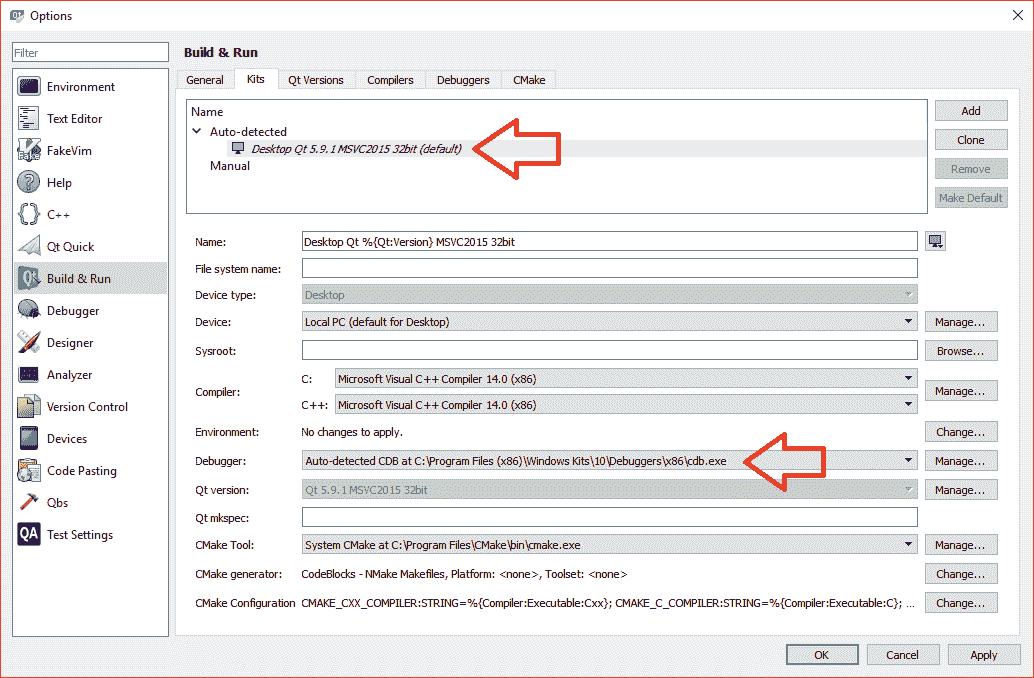 Options
Filter
Environment
Text Editor
FakeVim
Help
C++
Qt Quick
Build & Run
Debugger
Designer
Analyzer
Version Control
Devices
Code Pasting
Qbs
Test Settings
Build & Run
General Kits Qt Versions Compilers Debuggers CMake
Name
Auto-detected
Desktop Qt 5.9.1 MSVC2015 32bit (default)
Manual
Add
Clone
Remove
Make Default
Name: Desktop Qt %{Qt:Version} MSVC2015 32bit
File system name:
Device type: Desktop
Device: Local PC (default for Desktop) Manage...
Sysroot: Browse...
Compiler: Manage...
C: Microsoft Visual C++ Compiler 14.0 (x86)
C++: Microsoft Visual C++ Compiler 14.0 (x86)
Environment: No changes to apply. Change...
Debugger: Auto-detected CDB at C:\Program Files (x86)\Windows Kits\10\Debuggers\x86\cdb.exe Manage...
Qt version: Qt 5.9.1 MSVC2015 32bit Manage...
Qt mkspec:
CMake Tool: System CMake at C:\Program Files\CMake\bin\cmake.exe Manage...
CMake generator: CodeBlocks - NMake Makefiles, Platform: <none>, Toolset: <none> Change...
CMake Configuration CMAKE_CXX_COMPILER:STRING=%{Compiler:Executable:Cxx}; CMAKE_C_COMPILER:STRING=%{Compiler:Executable:C}; ... Change...
OK Cancel Apply